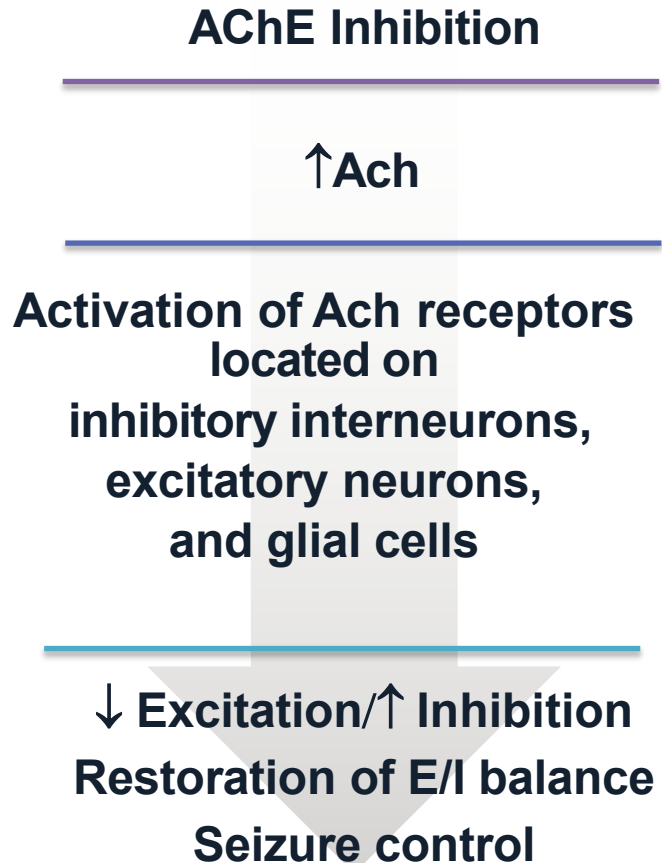 AChE Inhibition
↑Ach
Activation of Ach receptors
located on
inhibitory interneurons,
excitatory neurons,
and glial cells
↓ Excitation/↑ Inhibition
Restoration of E/I balance
Seizure control